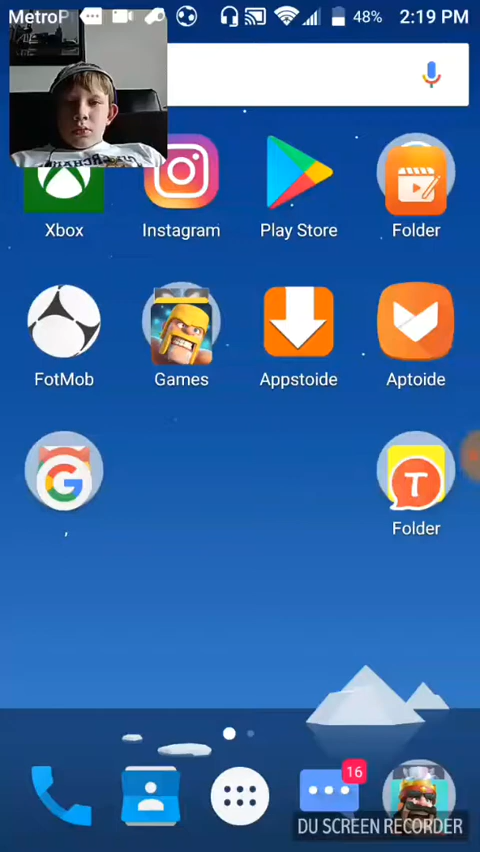 MetroP
48%
2:19 PM
Xbox
Instagram
Play Store
Folder
FotMob
Games
Appstoide
Aptoide
G
,
T
Folder
16
DU SCREEN RECORDER